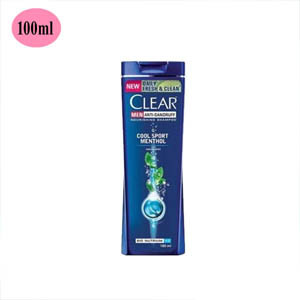 100ml
NEW
DAILY
FRESH & CLEAN
CLEAR
MEN ANTI-DANDRUFF
NOURISHING SHAMPOO
COOL SPORT
MENTHOL